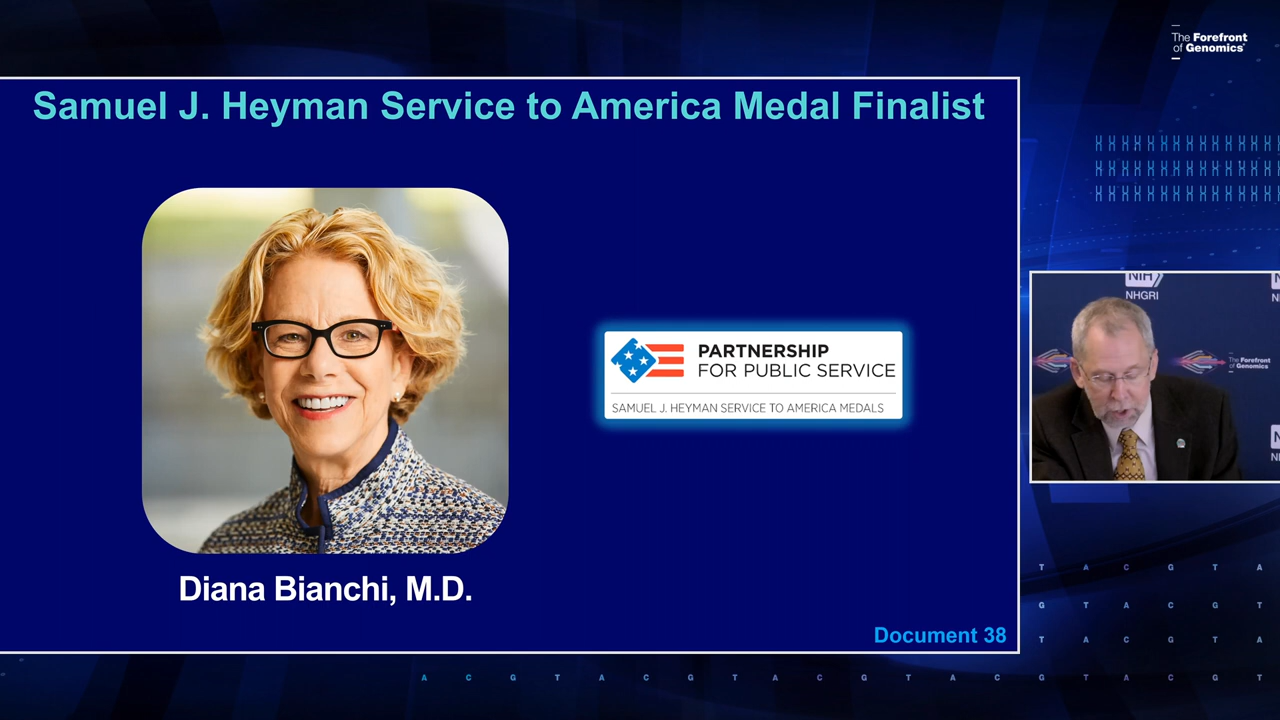 The Forefront
of Genomics®
Samuel J. Heyman Service to America Medal Finalist
PARTNERSHIP
FOR PUBLIC SERVICE
SAMUEL J. HEYMAN SERVICE TO AMERICA MEDALS
Diana Bianchi, M.D.
Document 38
NIH
NHGRI
The Forefront
of Genomics
T A C G T A
G T A C G T
T A C G T A
A C G T A C G T A C G T A C G T A C G T